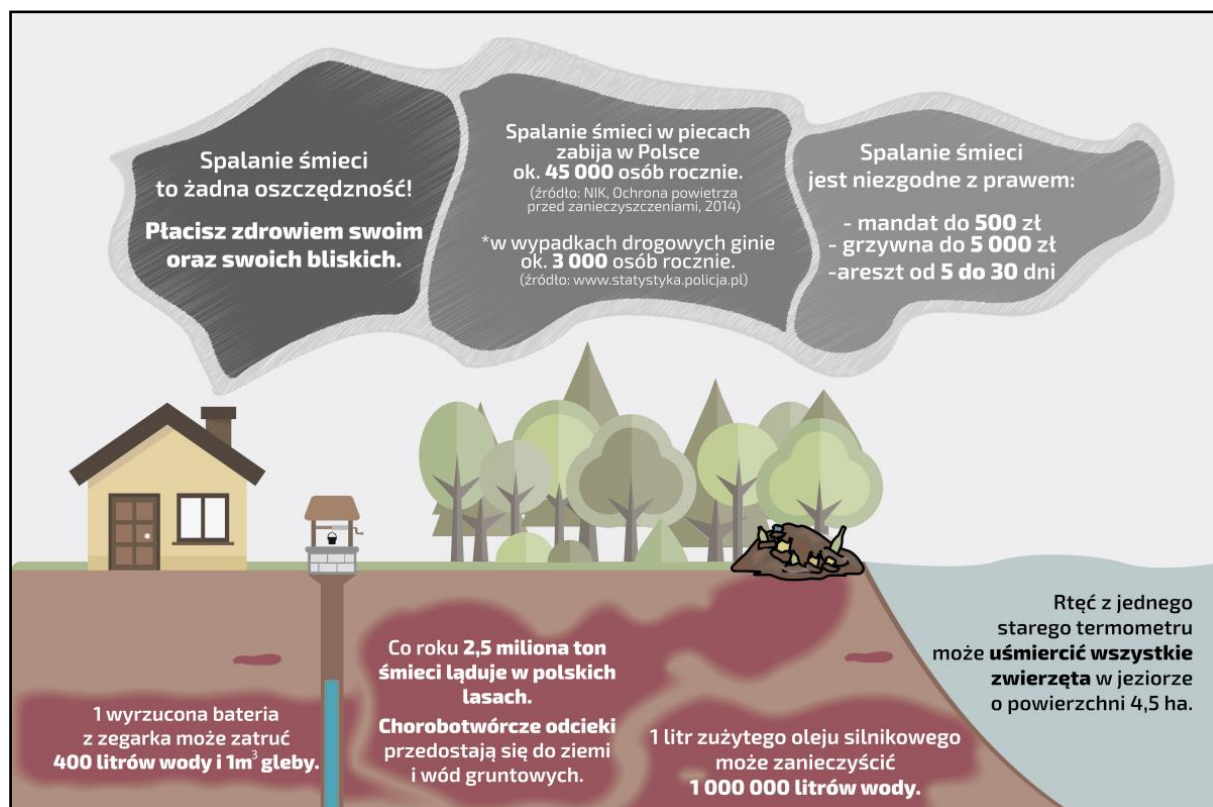 Spalanie śmieci
to żadna oszczędność!
Płacisz zdrowiem swoim
oraz swoich bliskich.
Spalanie śmieci w piecach
zabija w Polsce
ok. 45 000 osób rocznie.
(źródło: NIK, Ochrona powietrza
przed zanieczyszczeniami, 2014)
*w wypadkach drogowych ginie
ok. 3 000 osób rocznie.
(źródło: www.statystyka.policja.pl)
Spalanie śmieci
jest niezgodne z prawem:
- mandat do 500 zł
- grzywna do 5 000 zł
-areszt od 5 do 30 dni
1 wyrzucona bateria
z zegarka może zatruć
400 litrów wody i 1m³ gleby.
Co roku 2,5 miliona ton
śmieci ląduje w polskich
lasach.
Chorobotwórcze odcieki
przedostają się do ziemi
i wód gruntowych.
1 litr zużytego oleju silnikowego
może zanieczyścić
1 000 000 litrów wody.
Rtęć z jednego
starego termometru
może uśmiercić wszystkie
zwierzęta w jeziorze
o powierzchni 4,5 ha.